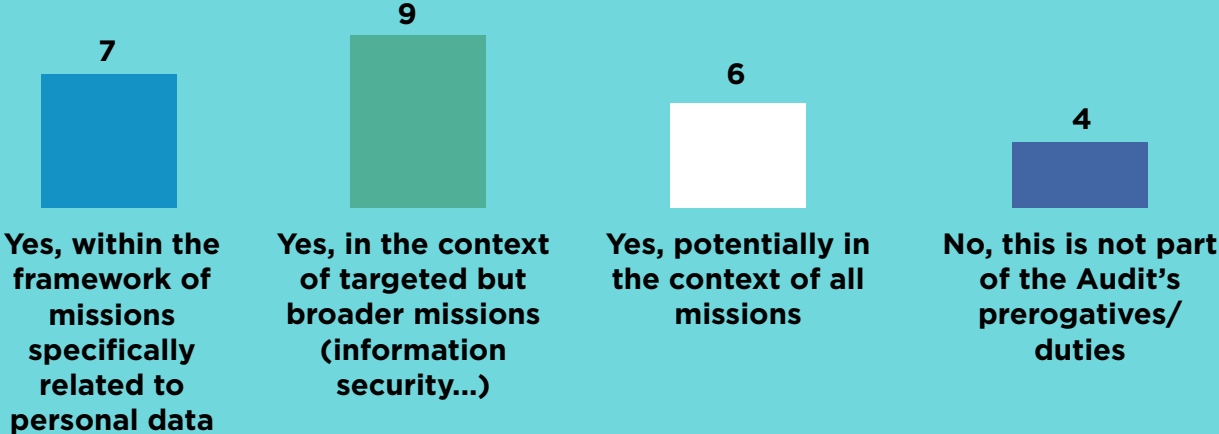 7
Yes, within the
framework of
missions
specifically
related to
personal data
9
Yes, in the context
of targeted but
broader missions
(information
security...)
6
Yes, potentially in
the context of all
missions
4
No, this is not part
of the Audit’s
prerogatives/
duties